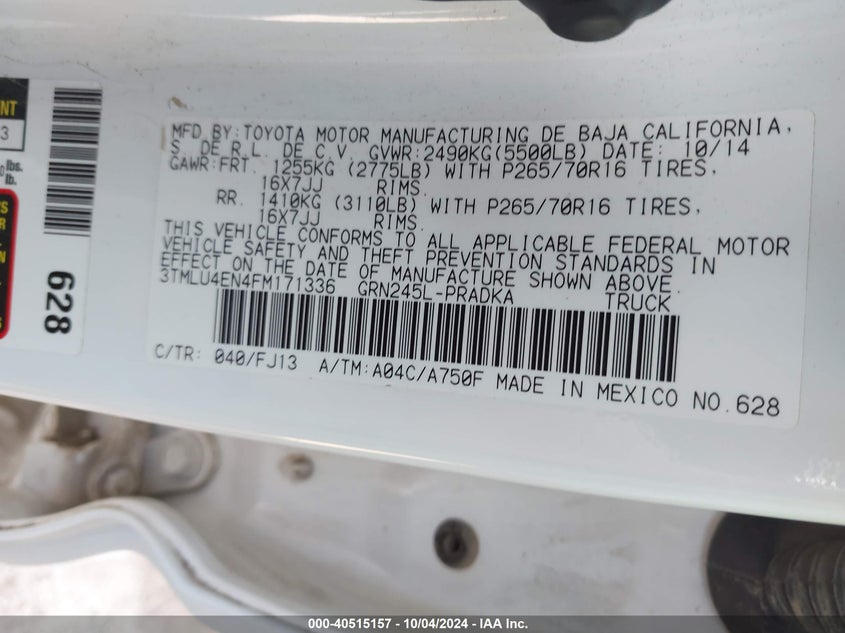 NT
3
lbs.
lb.
S
R
N
S
628
MFD BY:TOYOTA MOTOR MANUFACTURING DE BAJA CALIFORNIA,
S. DE R.L. DE C.V. GVWR:2490KG(5500LB) DATE: 10/14
GAWR:FRT. 1255KG (2775LB) WITH P265/70R16 TIRES,
16X7JJ RIMS.
RR. 1410KG (3110LB) WITH P265/70R16 TIRES,
16X7JJ RIMS.
THIS VEHICLE CONFORMS TO ALL APPLICABLE FEDERAL MOTOR
VEHICLE SAFETY AND THEFT PREVENTION STANDARDS IN
EFFECT ON THE DATE OF MANUFACTURE SHOWN ABOVE.
3TMLU4EN4FM171336 GRN245L-PRADKA TRUCK
C/TR: 040/FJ13 A/TM:A04C/A750F MADE IN MEXICO NO.628
000-40515157 - 10/04/2024 - IAA Inc.